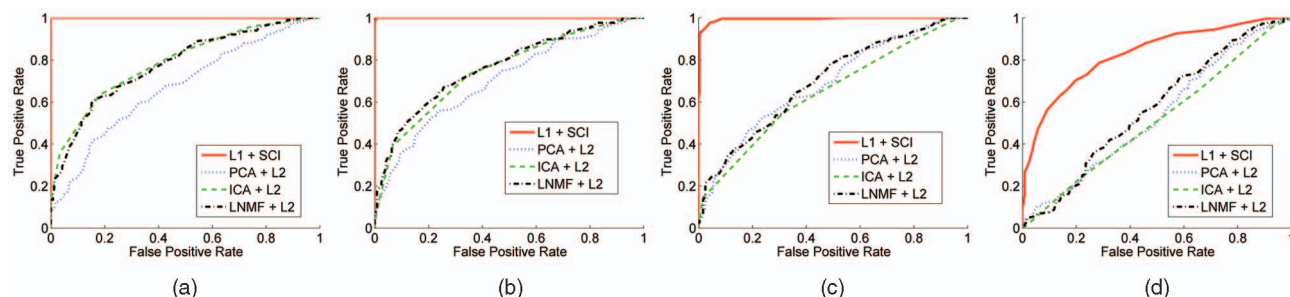 1
0.8
0.6
0.4
0.2
0
0
0.2
0.4
0.6
0.8
1
True Positive Rate
False Positive Rate
L1 + SCI
PCA + L2
ICA + L2
LNMF + L2
(a)
1
0.8
0.6
0.4
0.2
0
0
0.2
0.4
0.6
0.8
1
True Positive Rate
False Positive Rate
L1 + SCI
PCA + L2
ICA + L2
LNMF + L2
(b)
1
0.8
0.6
0.4
0.2
0
0
0.2
0.4
0.6
0.8
1
True Positive Rate
False Positive Rate
L1 + SCI
PCA + L2
ICA + L2
LNMF + L2
(c)
1
0.8
0.6
0.4
0.2
0
0
0.2
0.4
0.6
0.8
1
True Positive Rate
False Positive Rate
L1 + SCI
PCA + L2
ICA + L2
LNMF + L2
(d)